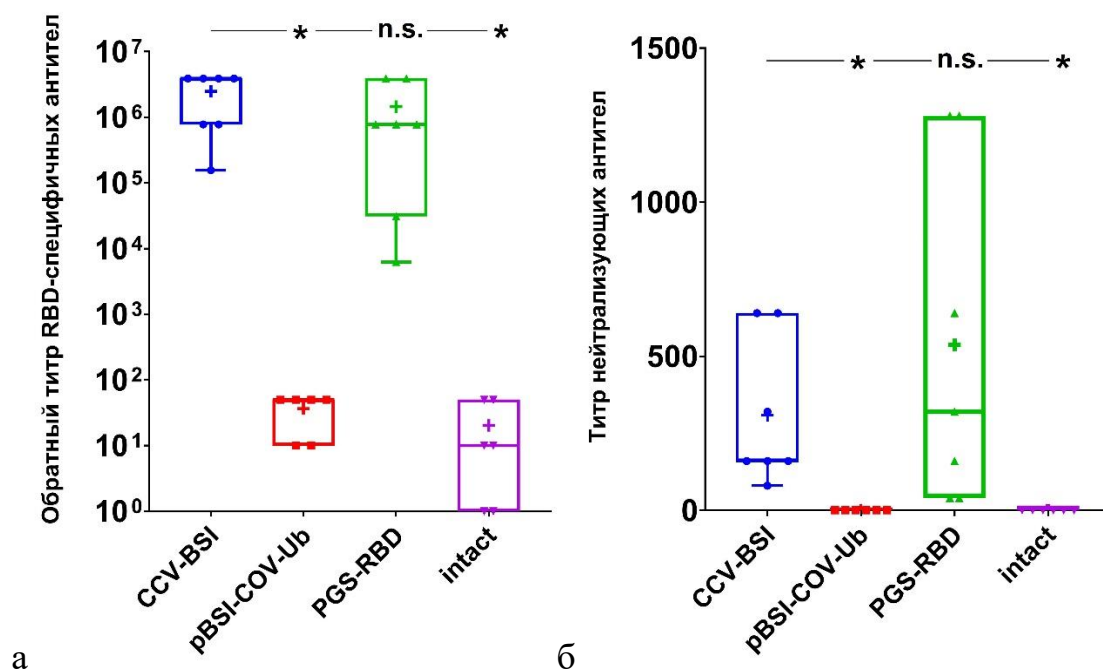 * n.s. *
Обратный титр RBD-специфичных антител
10⁷
10⁶
10⁵
10⁴
10³
10²
10¹
10⁰
CCV-BSI
pBSI-COV-Ub
PGS-RBD
intact
а
* n.s. *
Титр нейтрализующих антител
1500
1000
500
0
CCV-BSI
pBSI-COV-Ub
PGS-RBD
intact
б